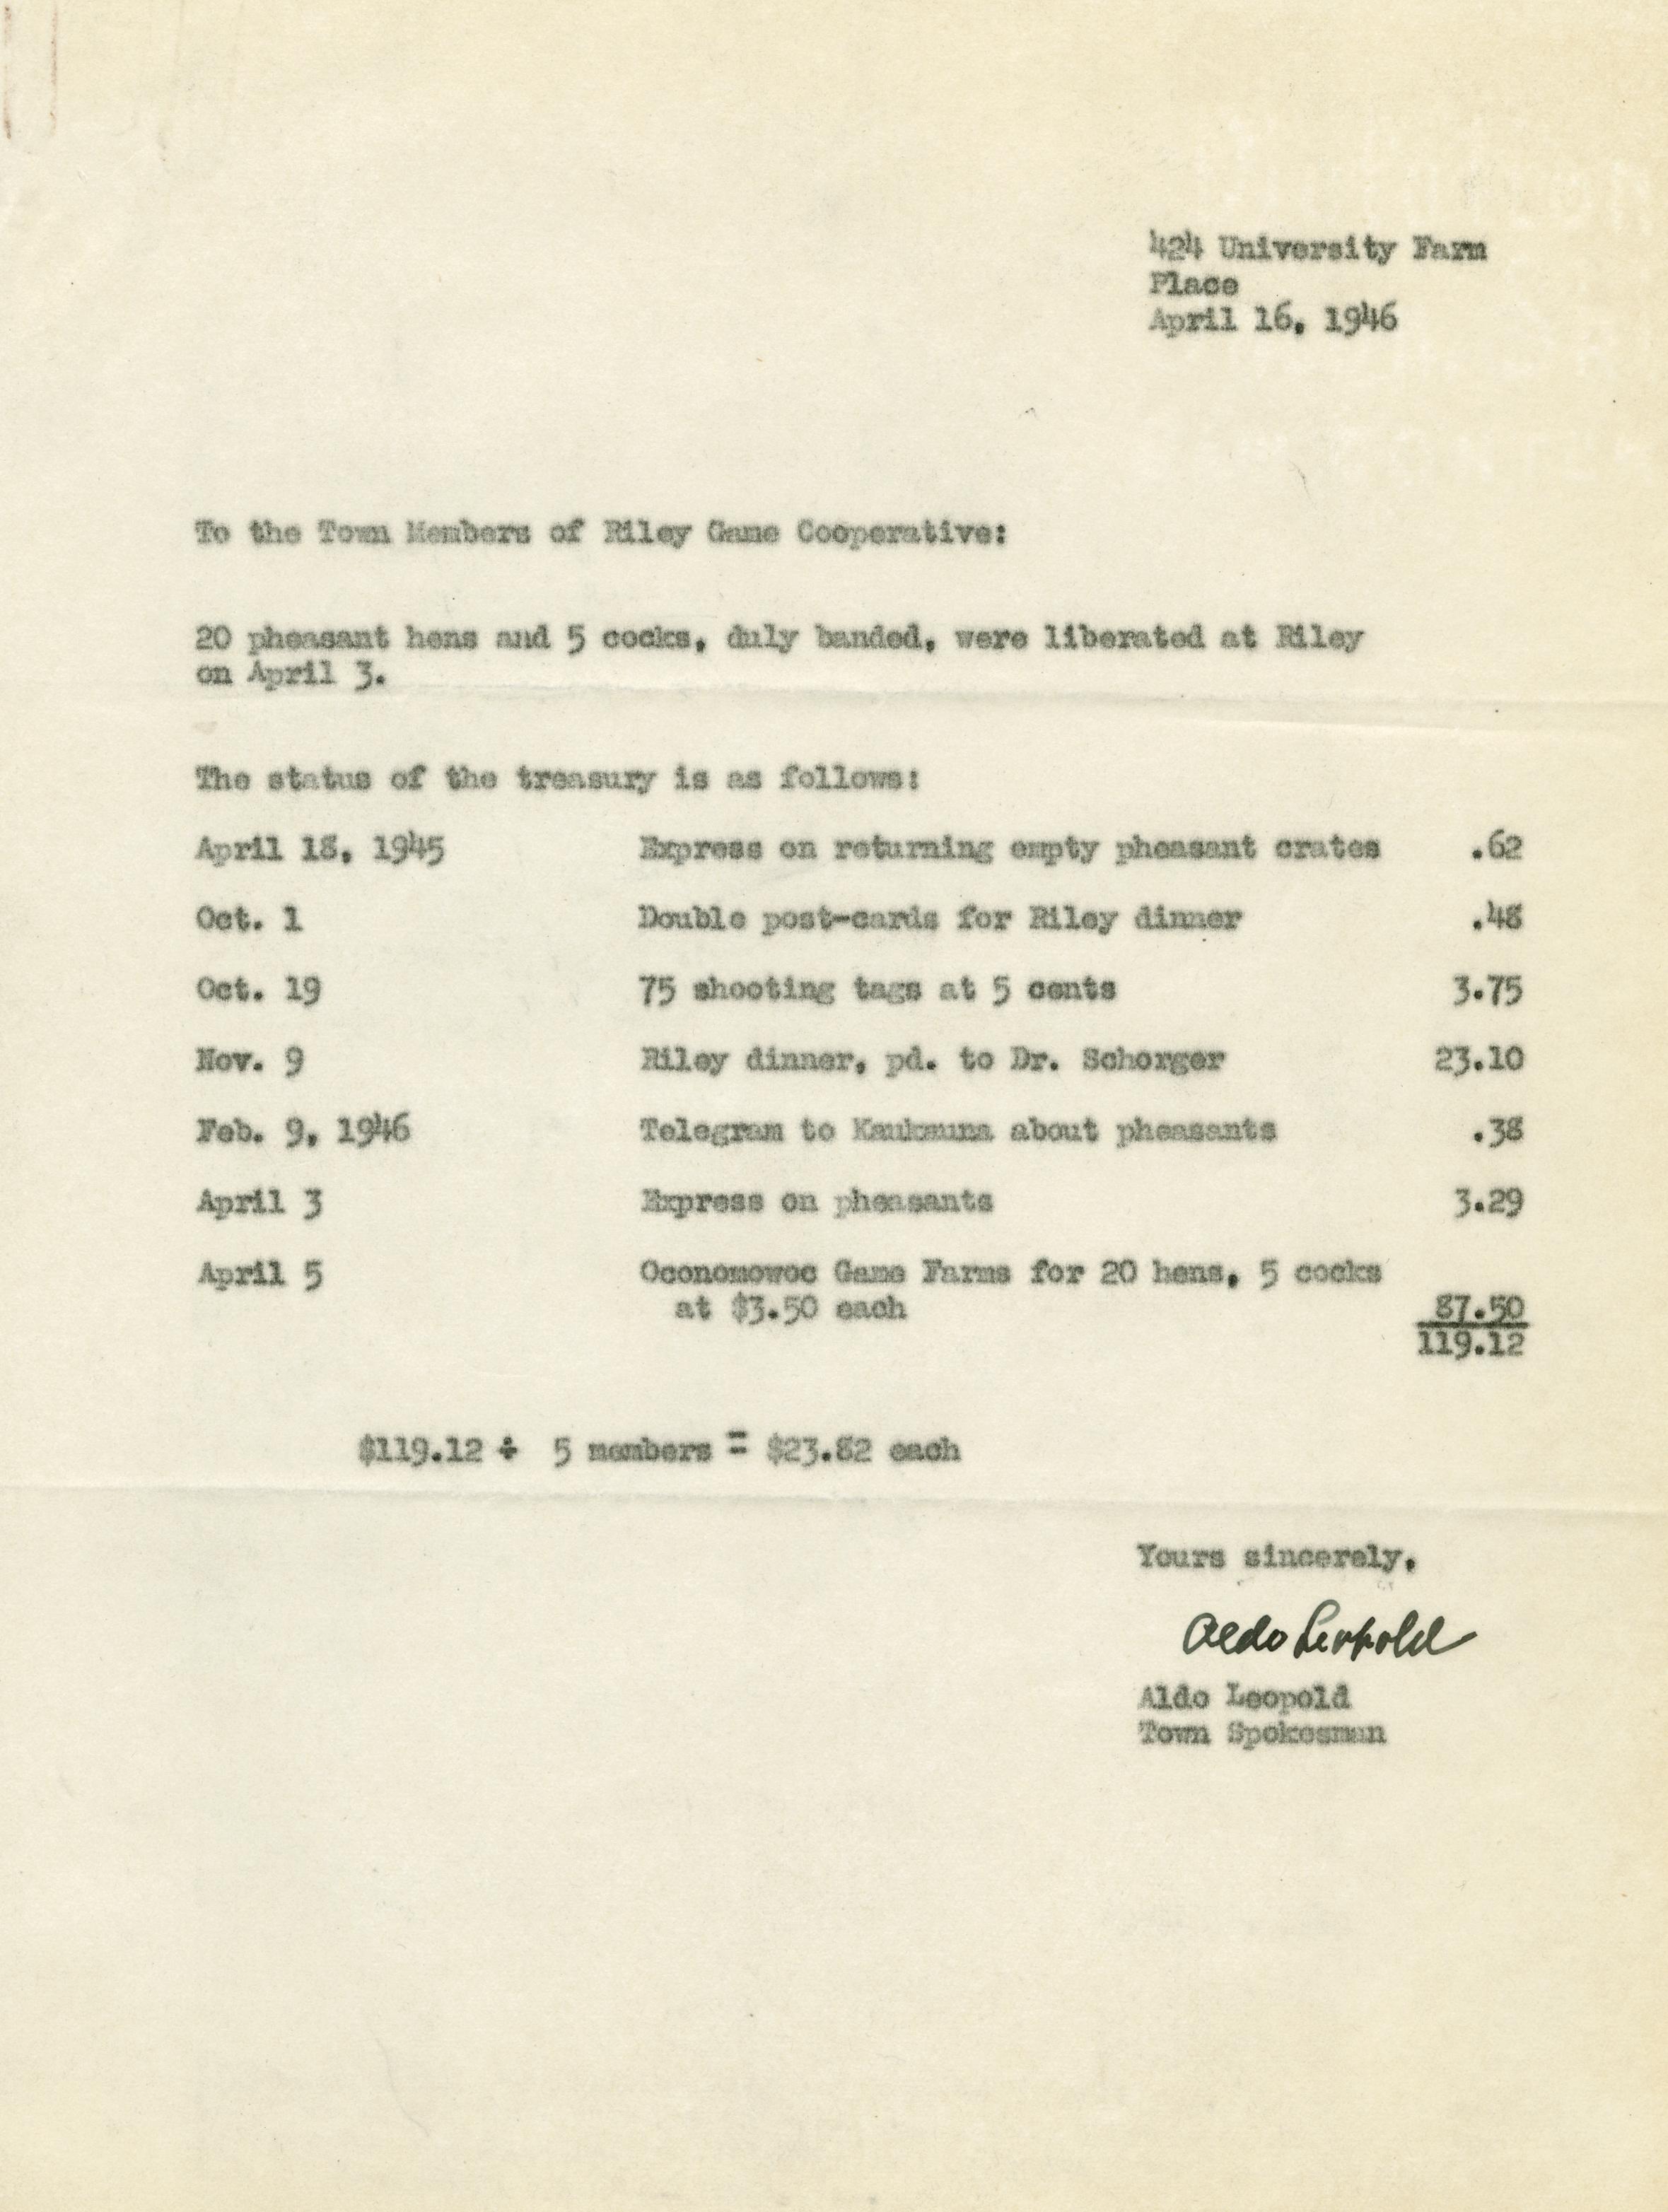 424 University Farm
Place
April 16, 1946
To the Town Members of Riley Game Cooperative:
20 pheasant hens and 5 cocks, duly banded, were liberated at Riley
on April 3.
The status of the treasury is as follows:
April 18, 1945 Express on returning empty pheasant crates .62
Oct. 1 Double post-cards for Riley dinner .48
Oct. 19 75 shooting tags at 5 cents 3.75
Nov. 9 Riley dinner, pd. to Dr. Schorger 23.10
Feb. 9, 1946 Telegram to Kaukauna about pheasants .38
April 3 Express on pheasants 3.29
April 5 Oconomowoc Game Farms for 20 hens, 5 cocks
at $3.50 each 87.50
119.12
$119.12 ÷ 5 members = $23.82 each
Yours sincerely,
Aldo Leopold
Aldo Leopold
Town Spokesman